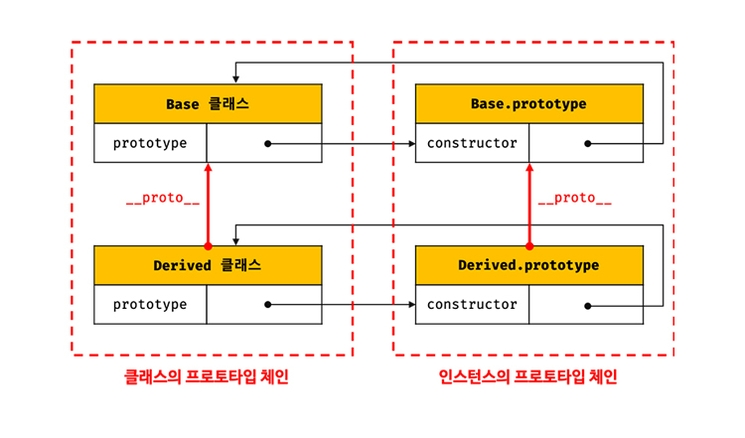 Base 클래스
Base.prototype
prototype
constructor
__proto__
__proto__
Derived 클래스
Derived.prototype
prototype
constructor
클래스의 프로토타입 체인
인스턴스의 프로토타입 체인